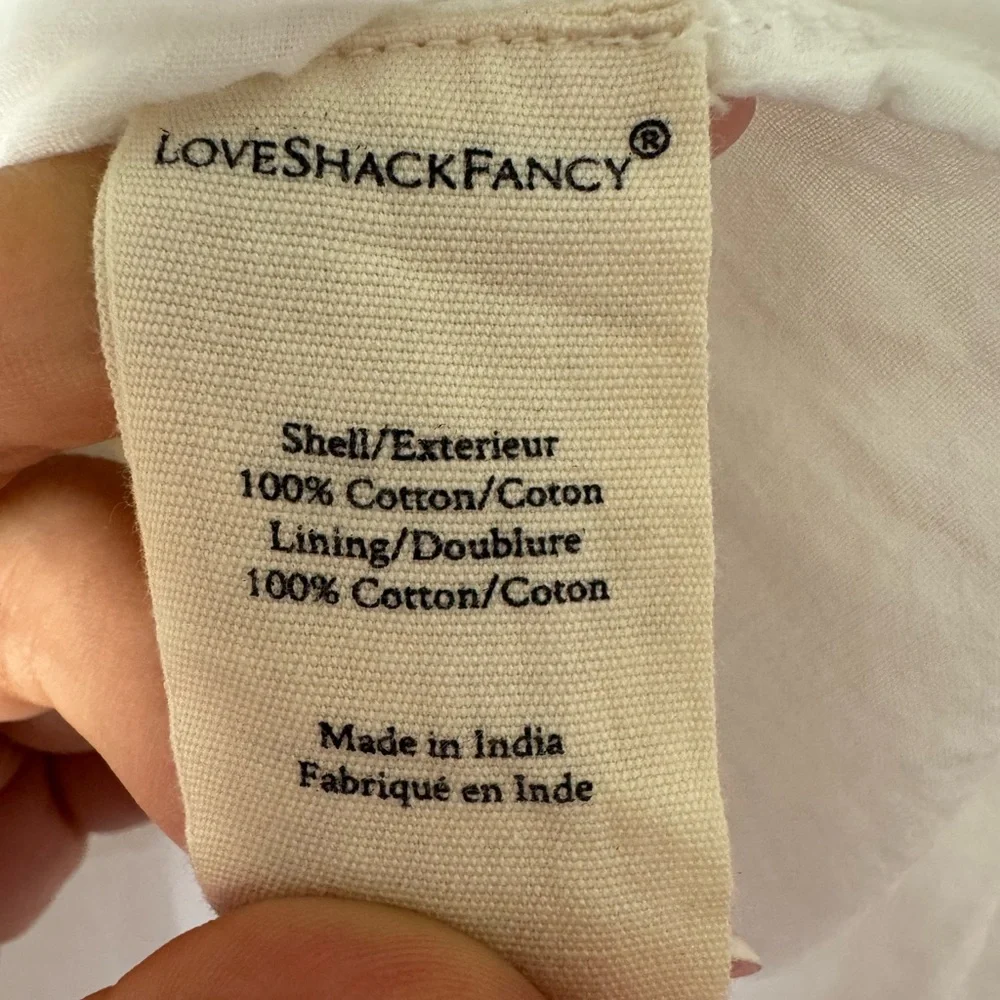 LOVESHACKFANCY®
Shell/Exterieur
100% Cotton/Coton
Lining/Doublure
100% Cotton/Coton
Made in India
Fabriqué en Inde